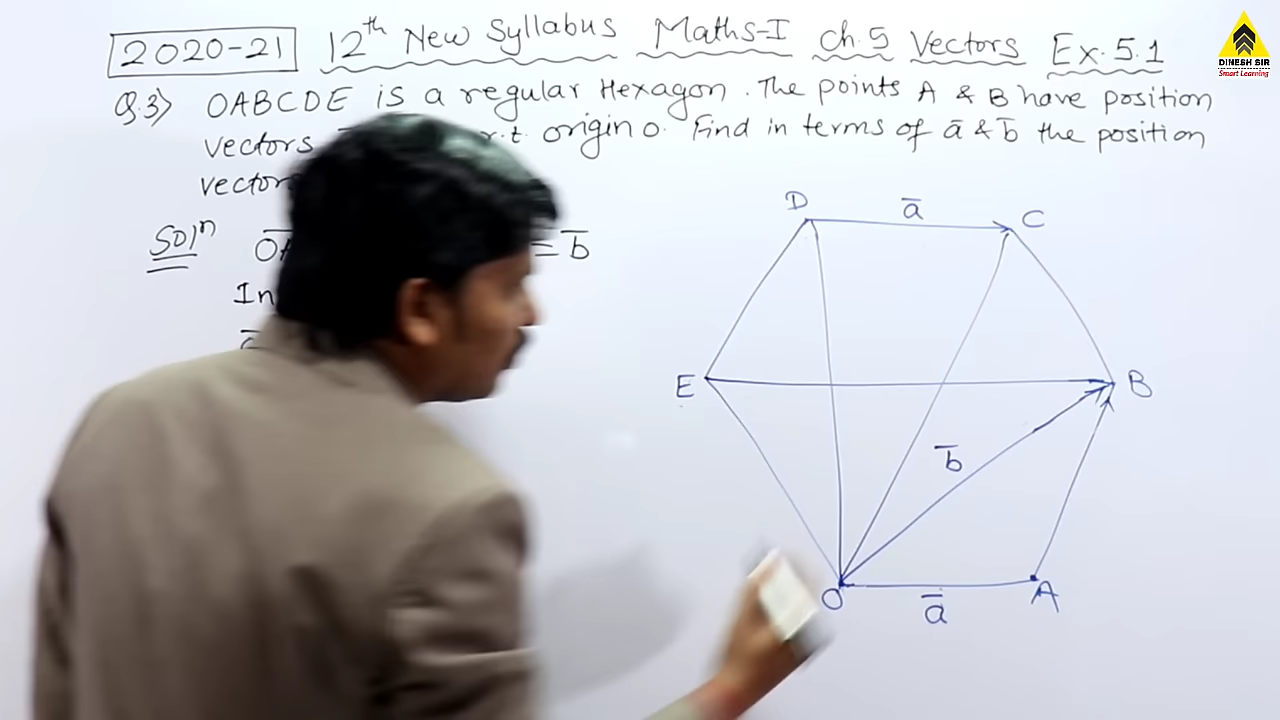 2020-21 12th New Syllabus Maths-I Ch.5 Vectors Ex.5.1
DINESH SIR
Smart Learning
Q.3) OABCDE is a regular Hexagon. The points A & B have position
vectors r.t. origin O. Find in terms of a̅ & b̅ the position
vector
Solⁿ = b̅
In
D a̅ C
E B
b̅
O a̅ A